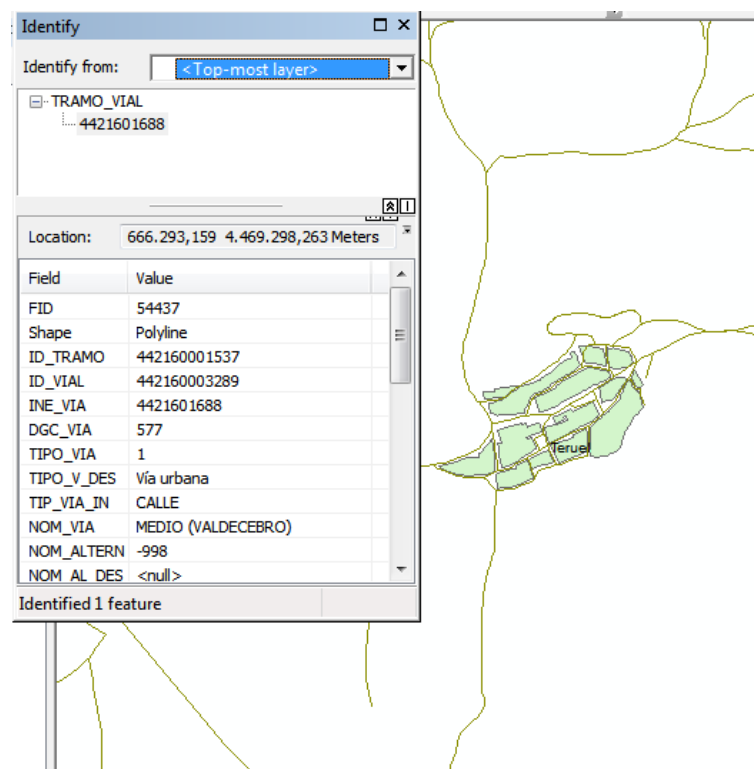 Identify
Identify from: <Top-most layer>
TRAMO_VIAL
4421601688
Location: 666.293,159 4.469.298,263 Meters
Field Value
FID 54437
Shape Polyline
ID_TRAMO 442160001537
ID_VIAL 442160003289
INE_VIA 4421601688
DGC_VIA 577
TIPO_VIA 1
TIPO_V_DES Vía urbana
TIP_VIA_IN CALLE
NOM_VIA MEDIO (VALDECEBRO)
NOM_ALTERN -998
NOM_AL_DES <null>
Identified 1 feature
Teruel